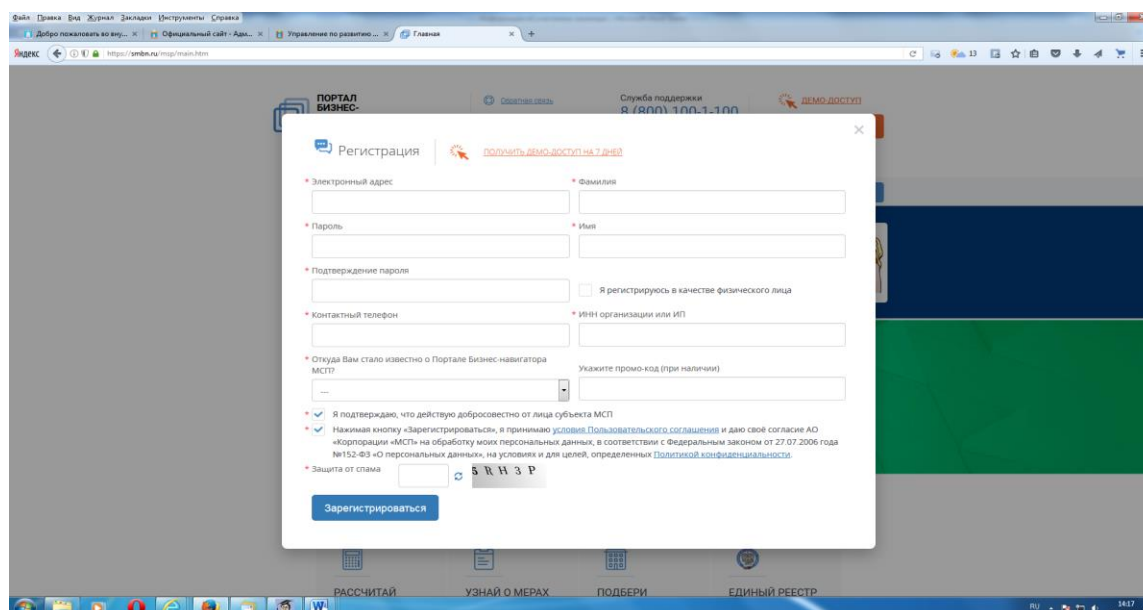 Файл Правка Вид Журнал Закладки Инструменты Справка
Добро пожаловать во вну... × Официальный сайт - Адм... × Управление по развитию ... × Главная × +
Яндекс https://smbn.ru/msp/main.htm 13
ПОРТАЛ Обратная связь Служба поддержки ДЕМО-ДОСТУП
БИЗНЕС- 8 (800) 100-1-100
Регистрация ПОЛУЧИТЬ ДЕМО-ДОСТУП НА 7 ДНЕЙ
* Электронный адрес * Фамилия
* Пароль * Имя
* Подтверждение пароля
Я регистрируюсь в качестве физического лица
* Контактный телефон * ИНН организации или ИП
* Откуда Вам стало известно о Портале Бизнес-навигатора
МСП? Укажите промо-код (при наличии)
---
* Я подтверждаю, что действую добросовестно от лица субъекта МСП
* Нажимая кнопку «Зарегистрироваться», я принимаю условия Пользовательского соглашения и даю своё согласие АО
«Корпорации «МСП» на обработку моих персональных данных, в соответствии с Федеральным законом от 27.07.2006 года
№152-ФЗ «О персональных данных», на условиях и для целей, определенных Политикой конфиденциальности.
* Защита от спама RH3P
Зарегистрироваться
РАССЧИТАЙ УЗНАЙ О МЕРАХ ПОДБЕРИ ЕДИНЫЙ РЕЕСТР
RU 14:17